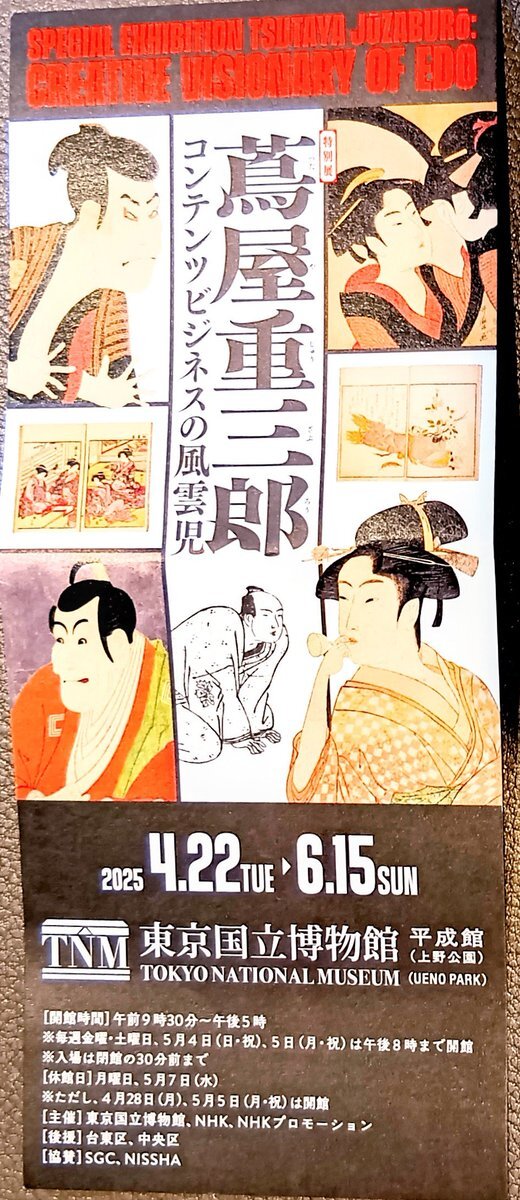 SPECIAL EXHIBITION TSUTAYA JŪZABURŌ:
CREATIVE VISIONARY OF EDO
特別展
蔦屋重三郎
コンテンツビジネスの風雲児
2025 4.22 TUE ▸ 6.15 SUN
TNM 東京国立博物館 平成館
(上野公園)
TOKYO NATIONAL MUSEUM (UENO PARK)
[開館時間]午前9時30分〜午後5時
※毎週金曜・土曜日、5月4日(日・祝)、5日(月・祝)は午後8時まで開館
※入場は閉館の30分前まで
[休館日]月曜日、5月7日(水)
※ただし、4月28日(月)、5月5日(月・祝)は開館
[主催]東京国立博物館、NHK、NHKプロモーション
[後援]台東区、中央区
[協賛]SGC、NISSHA